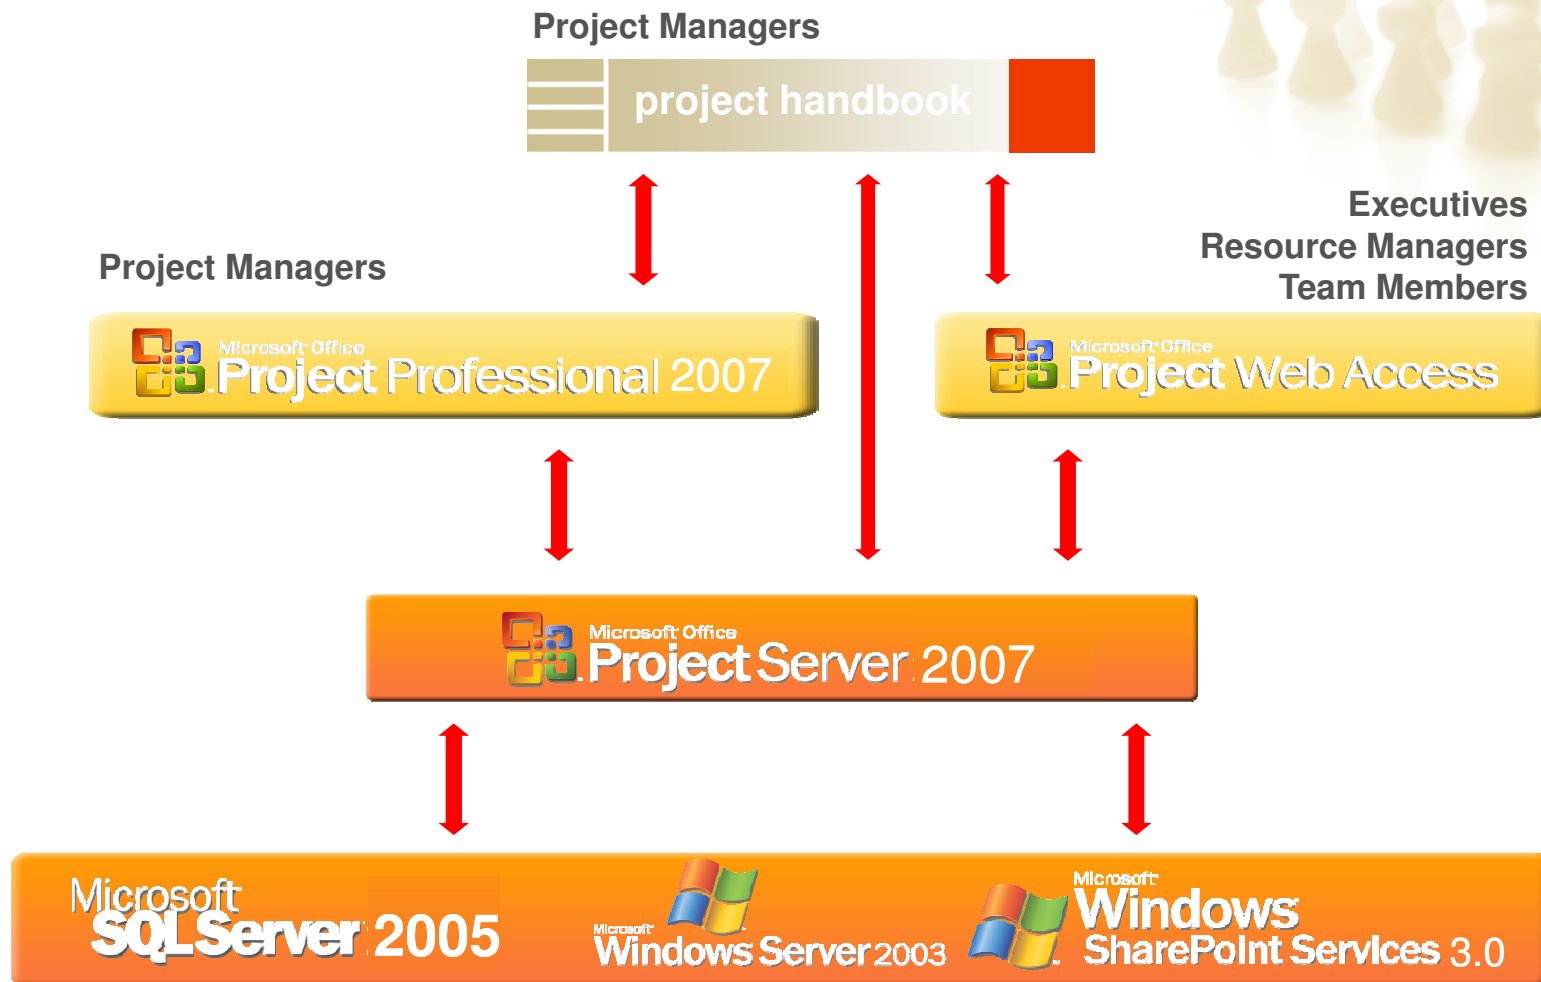 Project Managers
project handbook
Executives
Resource Managers
Team Members
Project Managers
Microsoft Office
Project Professional 2007
Microsoft Office
Project Web Access
Microsoft Office
Project Server 2007
Microsoft
SQL Server 2005
Microsoft
Windows Server 2003
Microsoft
Windows
SharePoint Services 3.0